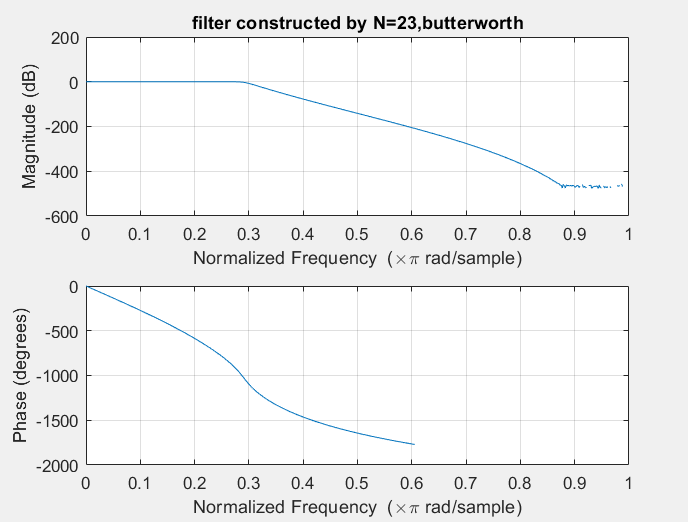 filter constructed by N=23,butterworth
200
0
-200
-400
-600
Magnitude (dB)
0 0.1 0.2 0.3 0.4 0.5 0.6 0.7 0.8 0.9 1
Normalized Frequency (×π rad/sample)
0
-500
-1000
-1500
-2000
Phase (degrees)
0 0.1 0.2 0.3 0.4 0.5 0.6 0.7 0.8 0.9 1
Normalized Frequency (×π rad/sample)